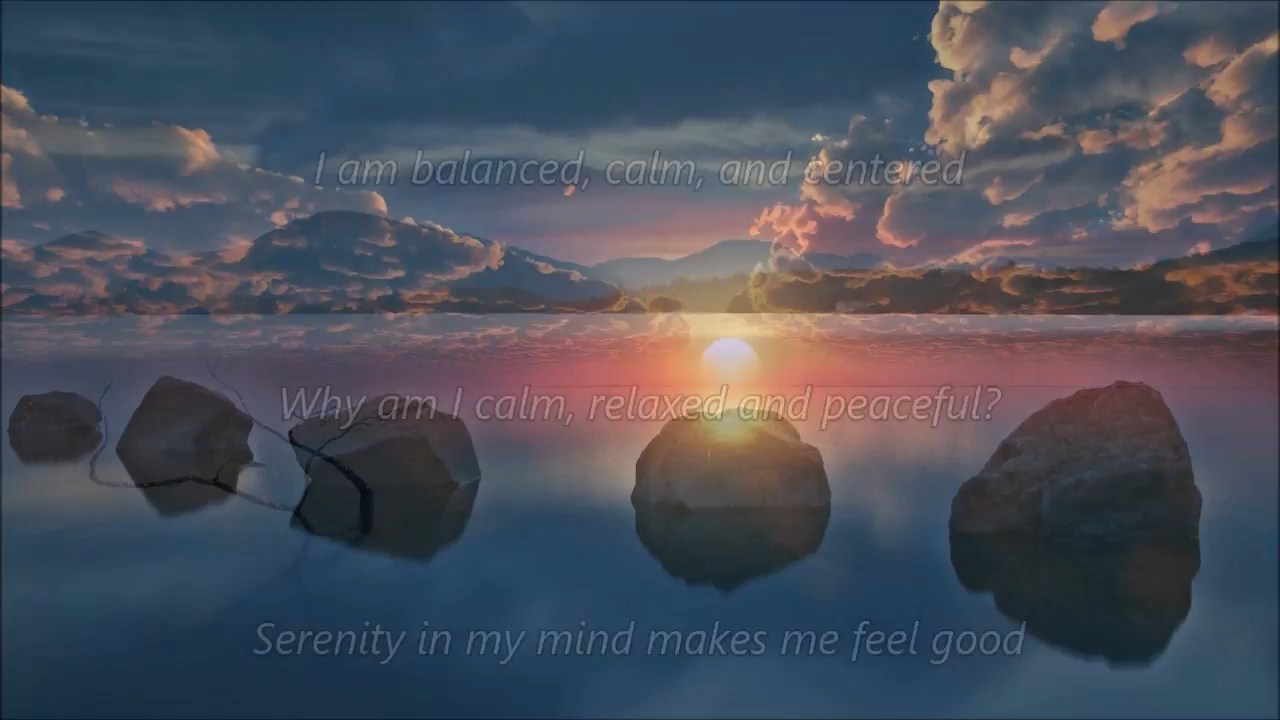 I am balanced, calm, and centered
Why am I calm, relaxed and peaceful?
Serenity in my mind makes me feel good